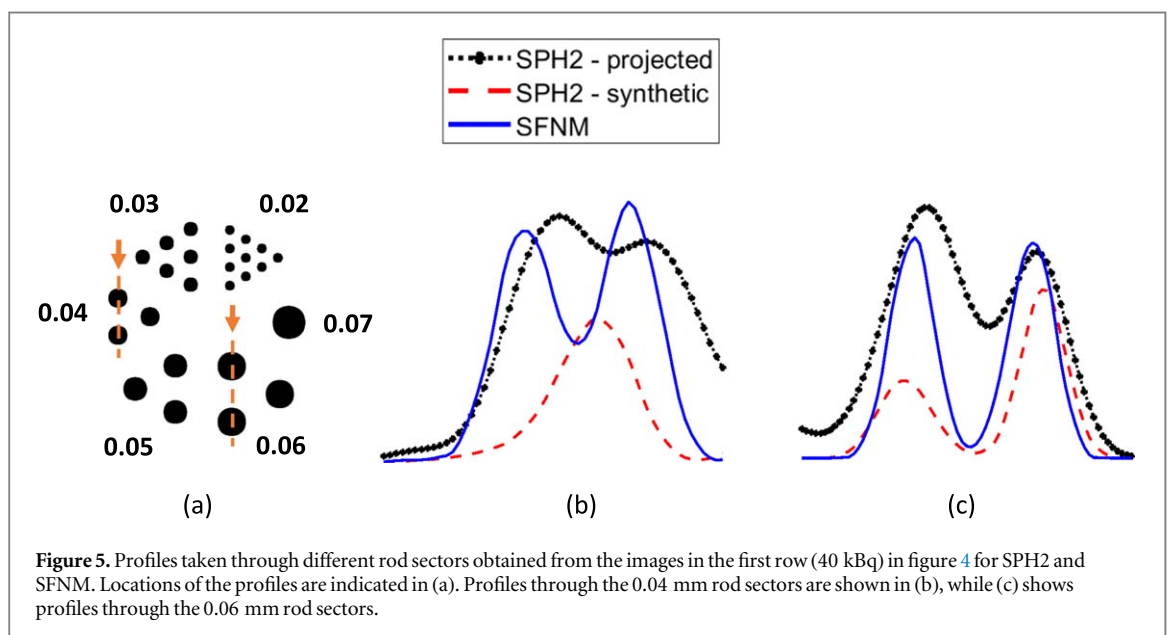 SPH2 - projected
SPH2 - synthetic
SFNM
0.03
0.02
0.04
0.07
0.05
0.06
(a)
(b)
(c)
Figure 5. Profiles taken through different rod sectors obtained from the images in the first row (40 kBq) in figure 4 for SPH2 and
SFNM. Locations of the profiles are indicated in (a). Profiles through the 0.04 mm rod sectors are shown in (b), while (c) shows
profiles through the 0.06 mm rod sectors.